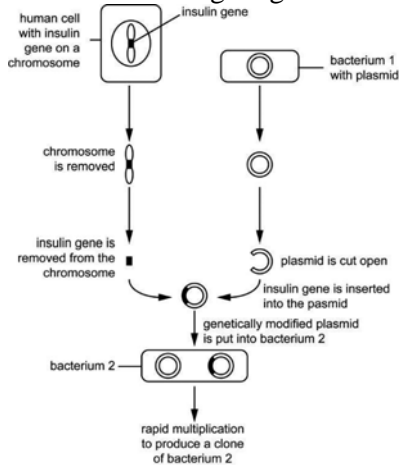 human cell
with insulin
gene on a
chromosome
insulin gene
bacterium 1
with plasmid
chromosome
is removed
insulin gene is
removed from the
chromosome
plasmid is cut open
insulin gene is inserted
into the pasmid
genetically modified plasmid
is put into bacterium 2
bacterium 2
rapid multiplication
to produce a clone
of bacterium 2